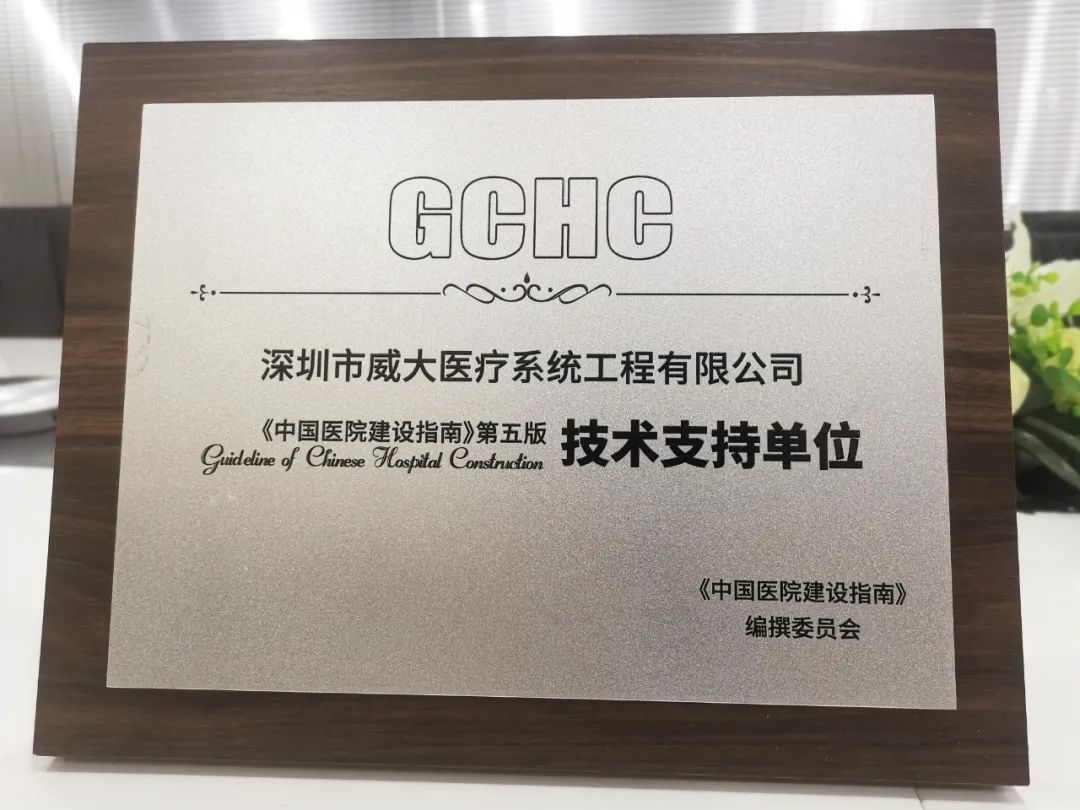 GCHC
深圳市威大医疗系统工程有限公司
《中国医院建设指南》第五版 技术支持单位
Guideline of Chinese Hospital Construction
《中国医院建设指南》
编撰委员会